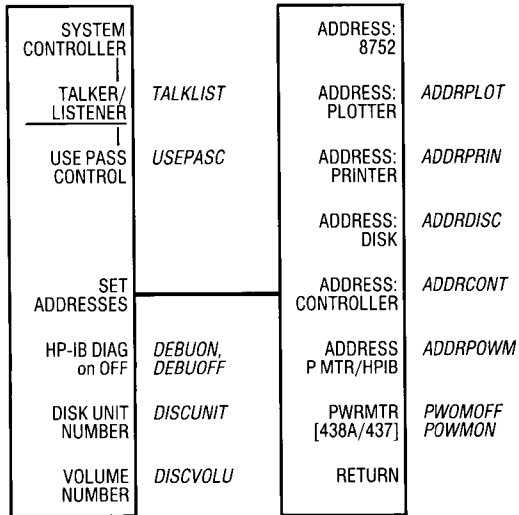 SYSTEM
CONTROLLER
TALKER/
LISTENER
TALKLIST
USE PASS
CONTROL
USEPASC
SET
ADDRESSES
HP-IB DIAG
on OFF
DEBUON,
DEBUOFF
DISK UNIT
NUMBER
DISCUNIT
VOLUME
NUMBER
DISCVOLU
ADDRESS:
8752
ADDRESS:
PLOTTER
ADDRPLOT
ADDRESS:
PRINTER
ADDRPRIN
ADDRESS:
DISK
ADDRDISC
ADDRESS:
CONTROLLER
ADDRCONT
ADDRESS
P MTR/HPIB
ADDRPOWM
PWRMTR
[438A/437]
PWOMOFF
POWMON
RETURN